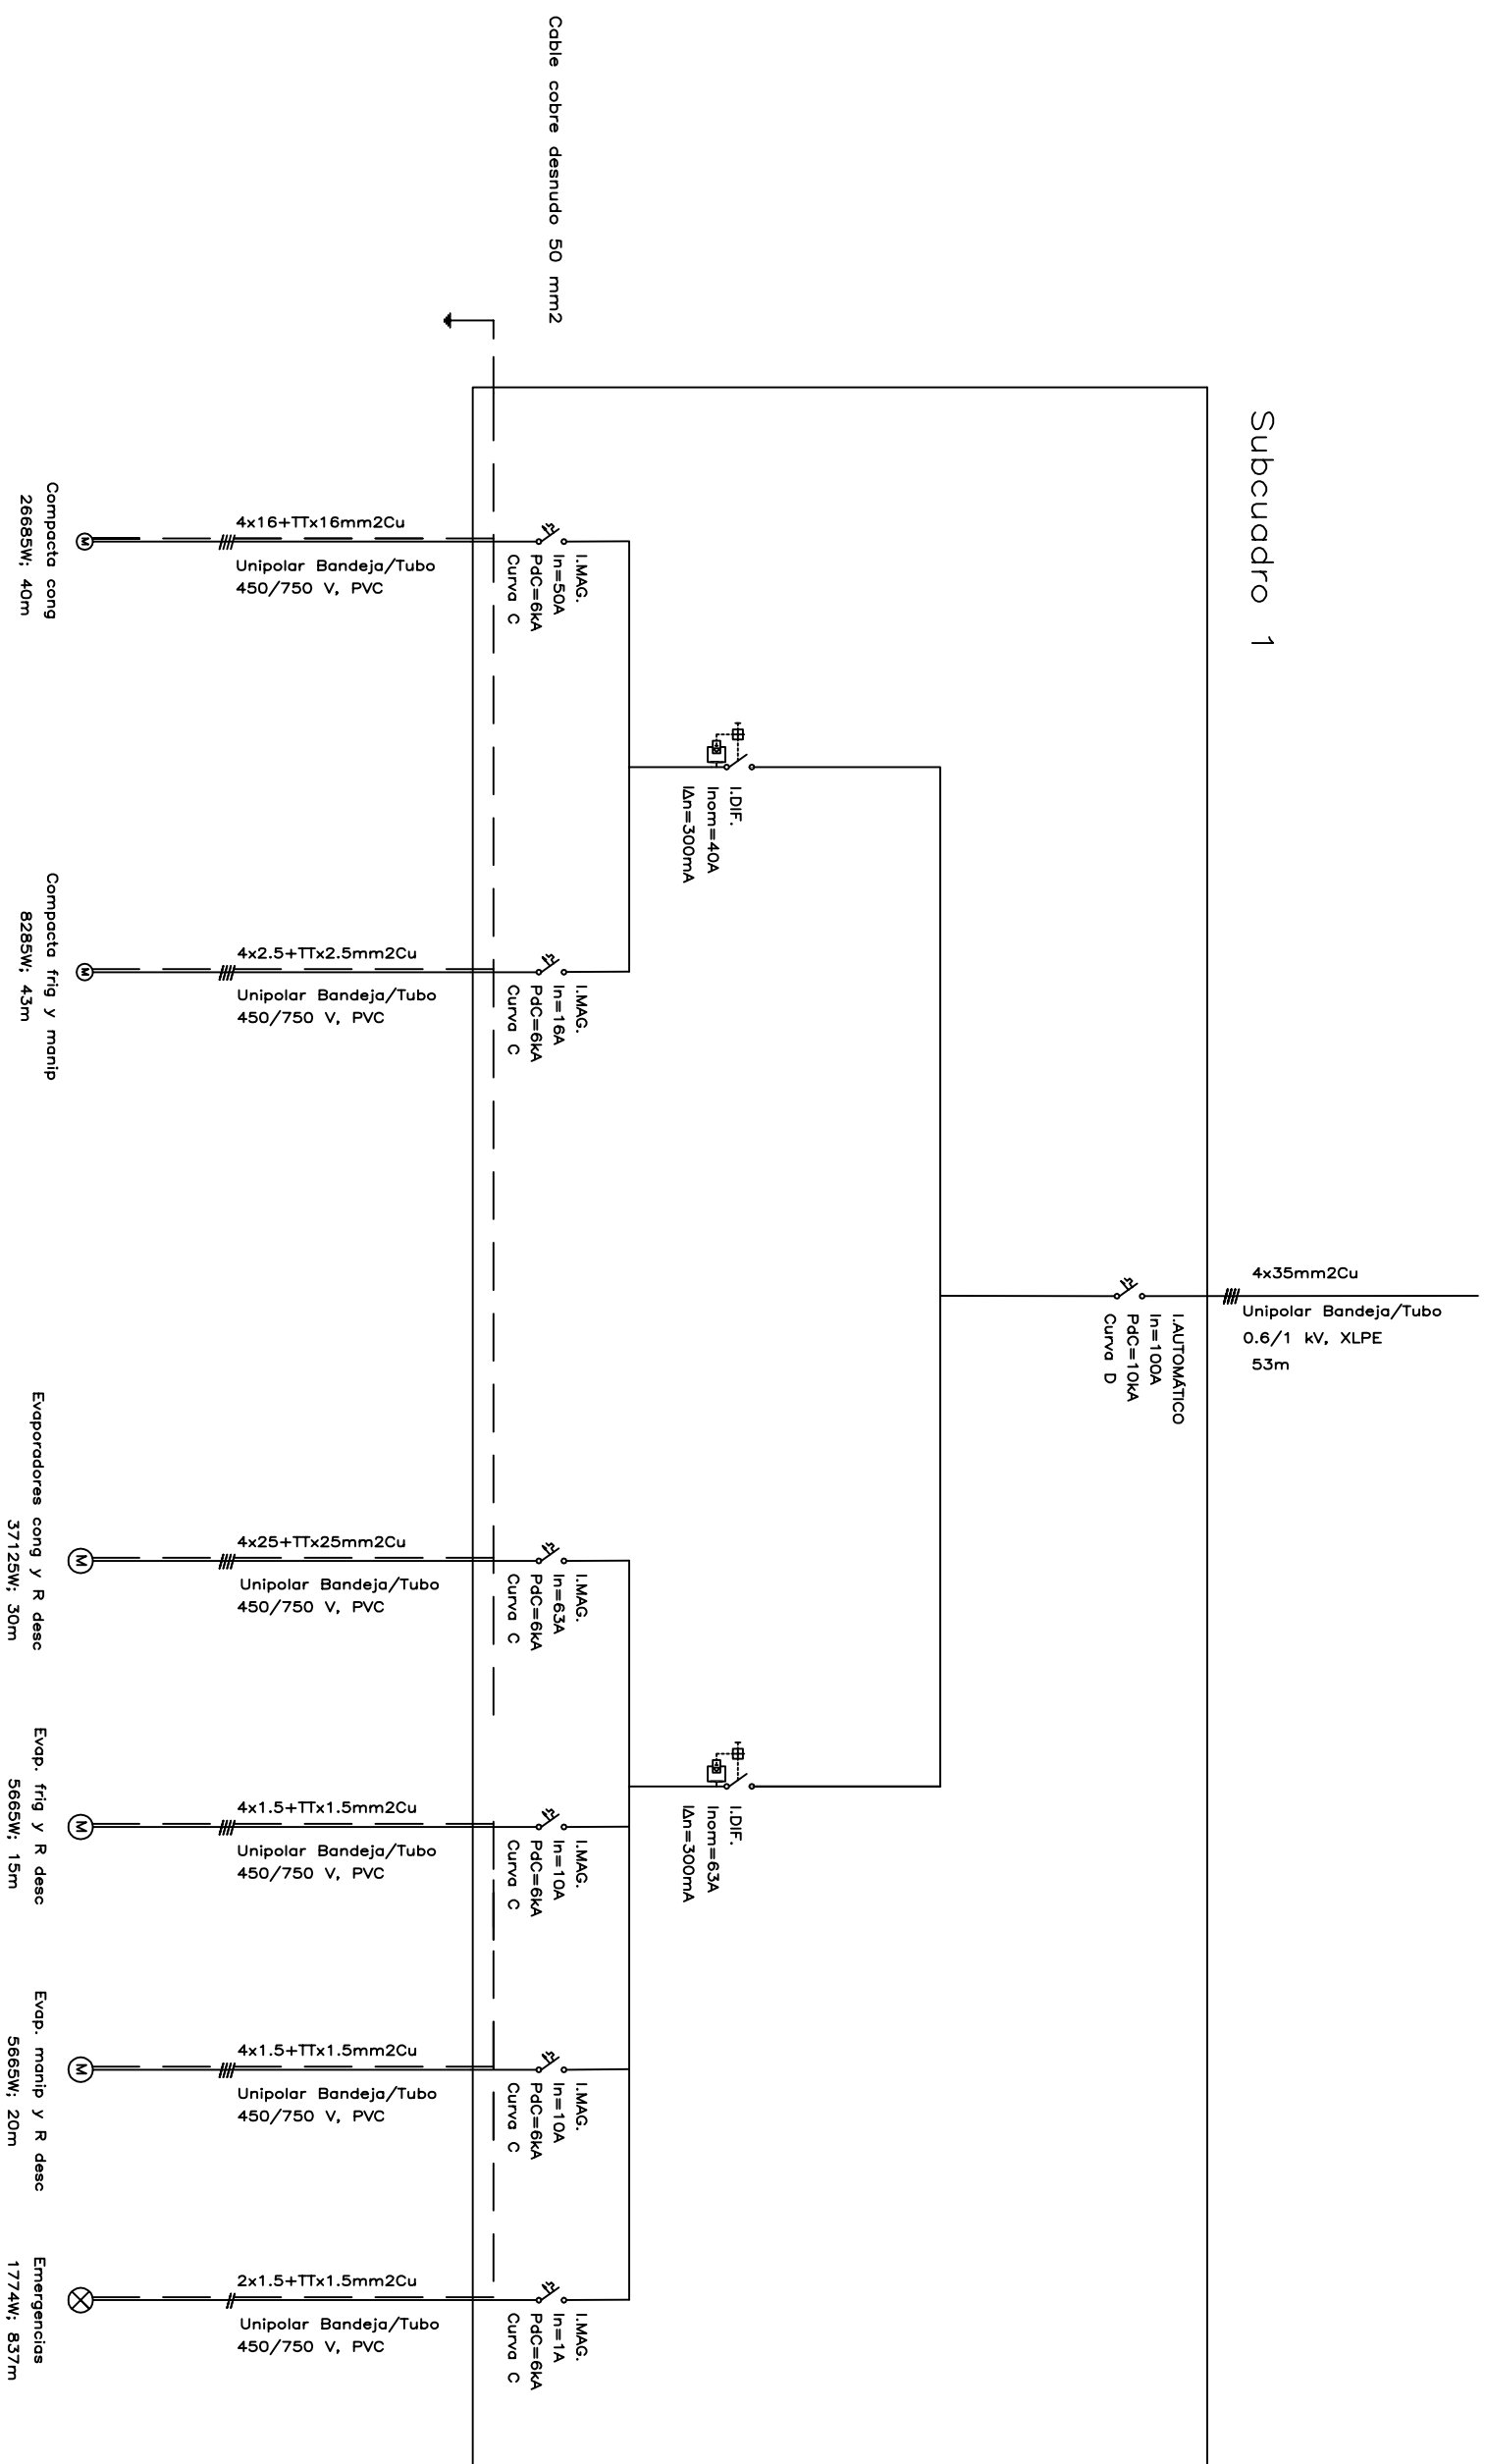 Subcuadro 1
4x35mm2Cu
Unipolar Bandeja/Tubo
0.6/1 kV, XLPE
53m
I.AUTOMÁTICO
In=100A
PdC=10kA
Curva D
I.DIF.
Inom=40A
IΔn=300mA
I.DIF.
Inom=63A
IΔn=300mA
Cable cobre desnudo 50 mm2
I.MAG.
In=50A
PdC=6kA
Curva C
4x16+TTx16mm2Cu
Unipolar Bandeja/Tubo
450/750 V, PVC
M
Compacta cong
26685W; 40m
I.MAG.
In=16A
PdC=6kA
Curva C
4x2.5+TTx2.5mm2Cu
Unipolar Bandeja/Tubo
450/750 V, PVC
M
Compacta frig y manip
8285W; 43m
I.MAG.
In=63A
PdC=6kA
Curva C
4x25+TTx25mm2Cu
Unipolar Bandeja/Tubo
450/750 V, PVC
M
Evaporadores cong y R desc
37125W; 30m
I.MAG.
In=10A
PdC=6kA
Curva C
4x1.5+TTx1.5mm2Cu
Unipolar Bandeja/Tubo
450/750 V, PVC
M
Evap. frig y R desc
5665W; 15m
I.MAG.
In=10A
PdC=6kA
Curva C
4x1.5+TTx1.5mm2Cu
Unipolar Bandeja/Tubo
450/750 V, PVC
M
Evap. manip y R desc
5665W; 20m
I.MAG.
In=1A
PdC=6kA
Curva C
2x1.5+TTx1.5mm2Cu
Unipolar Bandeja/Tubo
450/750 V, PVC
Emergencias
1774W; 837m